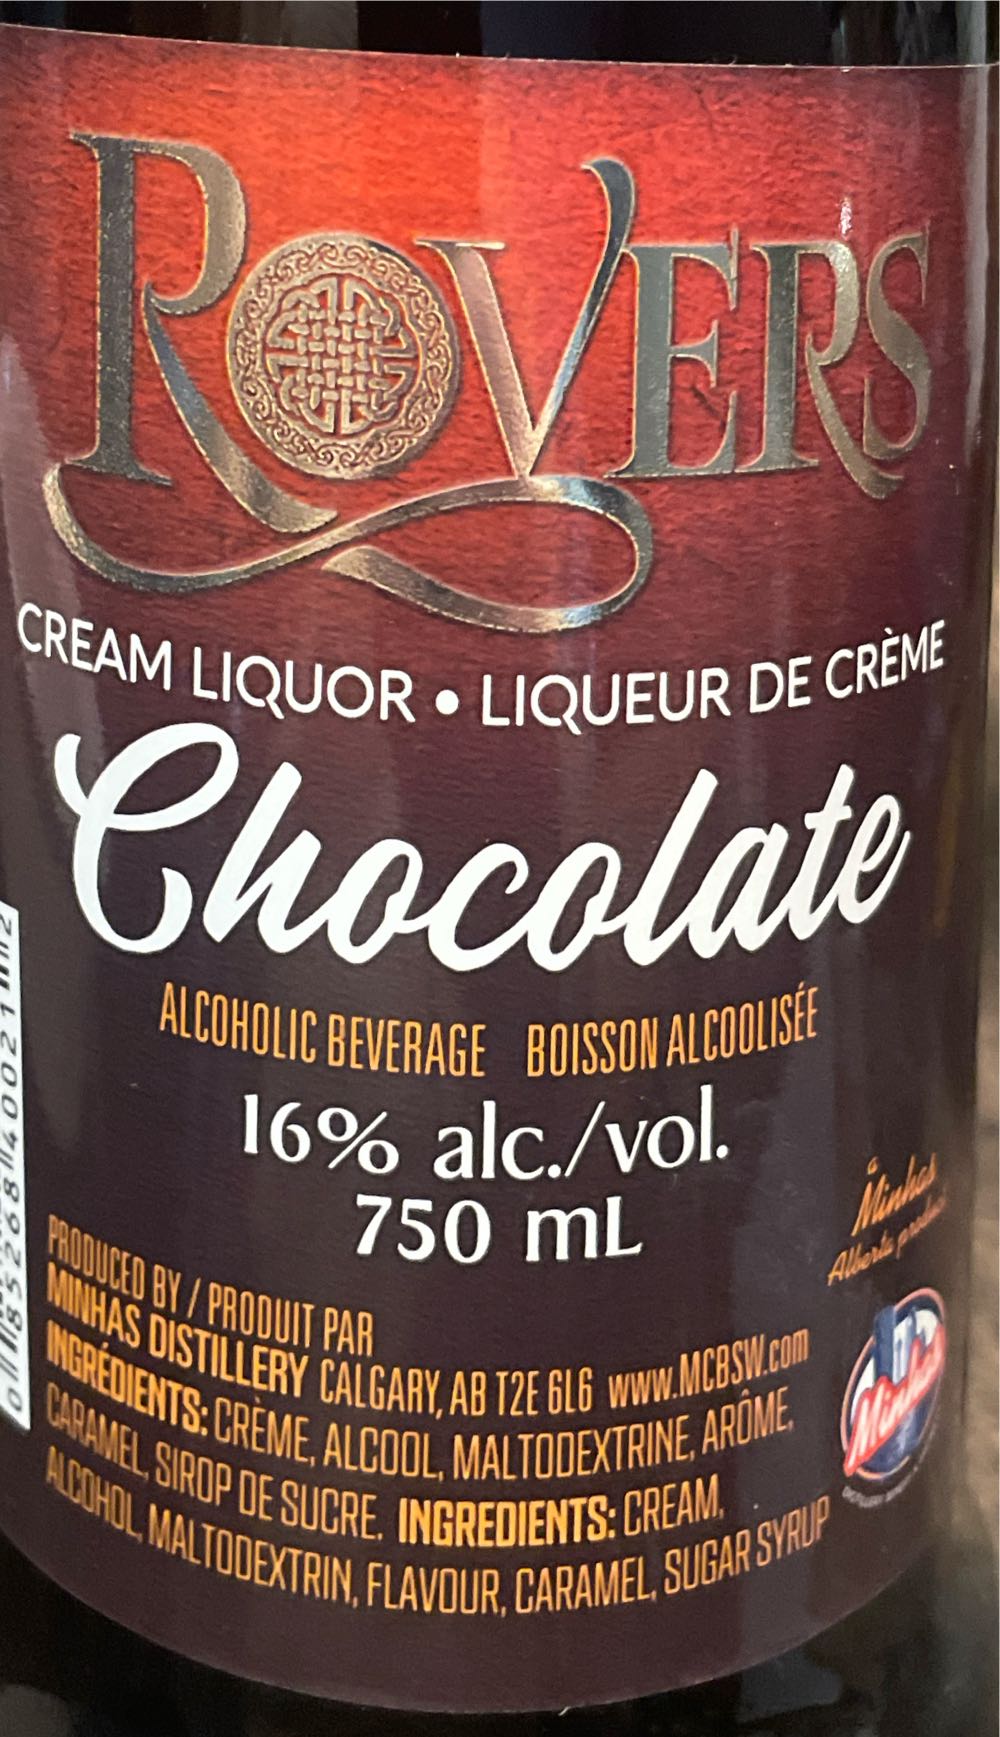 ROVERS
CREAM LIQUOR • LIQUEUR DE CRÈME
Chocolate
ALCOHOLIC BEVERAGE BOISSON ALCOOLISÉE
16% alc./vol.
750 mL
a
Minhas
Alberta product
PRODUCED BY / PRODUIT PAR
MINHAS DISTILLERY CALGARY, AB T2E 6L6 www.MCBSW.com
INGRÉDIENTS: CRÈME, ALCOOL, MALTODEXTRINE, ARÔME,
CARAMEL, SIROP DE SUCRE. INGREDIENTS: CREAM,
ALCOHOL, MALTODEXTRIN, FLAVOUR, CARAMEL, SUGAR SYRUP
Minhas